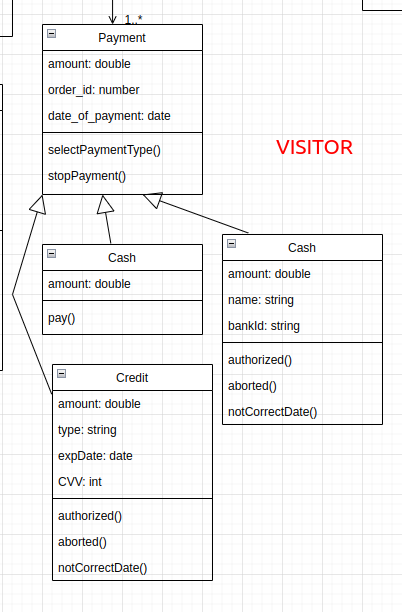 1..*
Payment
amount: double
order_id: number
date_of_payment: date
selectPaymentType()
stopPayment()
VISITOR
Cash
amount: double
pay()
Cash
amount: double
name: string
bankId: string
authorized()
aborted()
notCorrectDate()
Credit
amount: double
type: string
expDate: date
CVV: int
authorized()
aborted()
notCorrectDate()